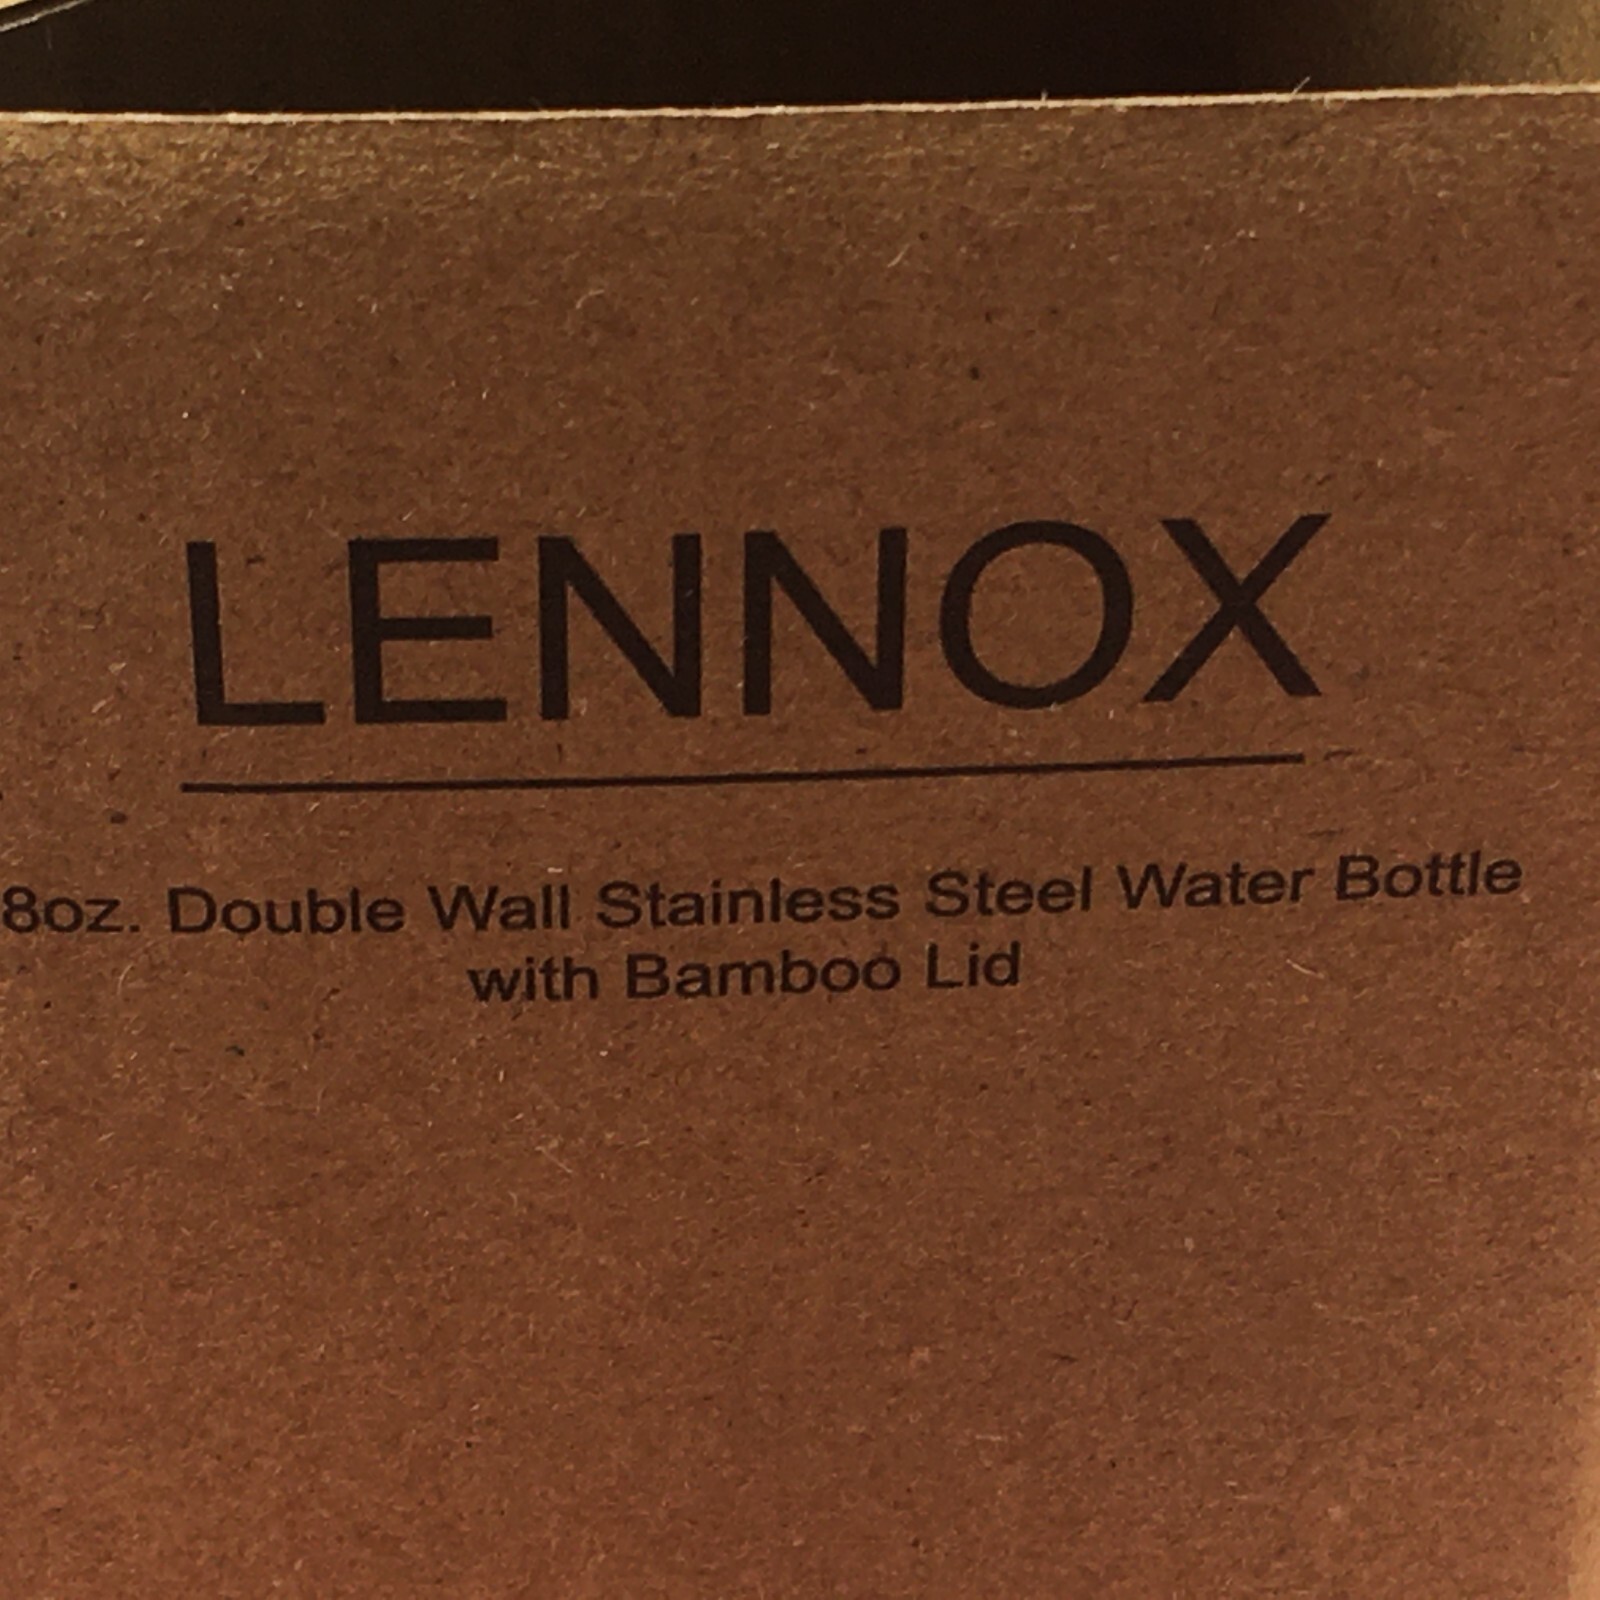 LENNOX
8oz. Double Wall Stainless Steel Water Bottle
with Bamboo Lid